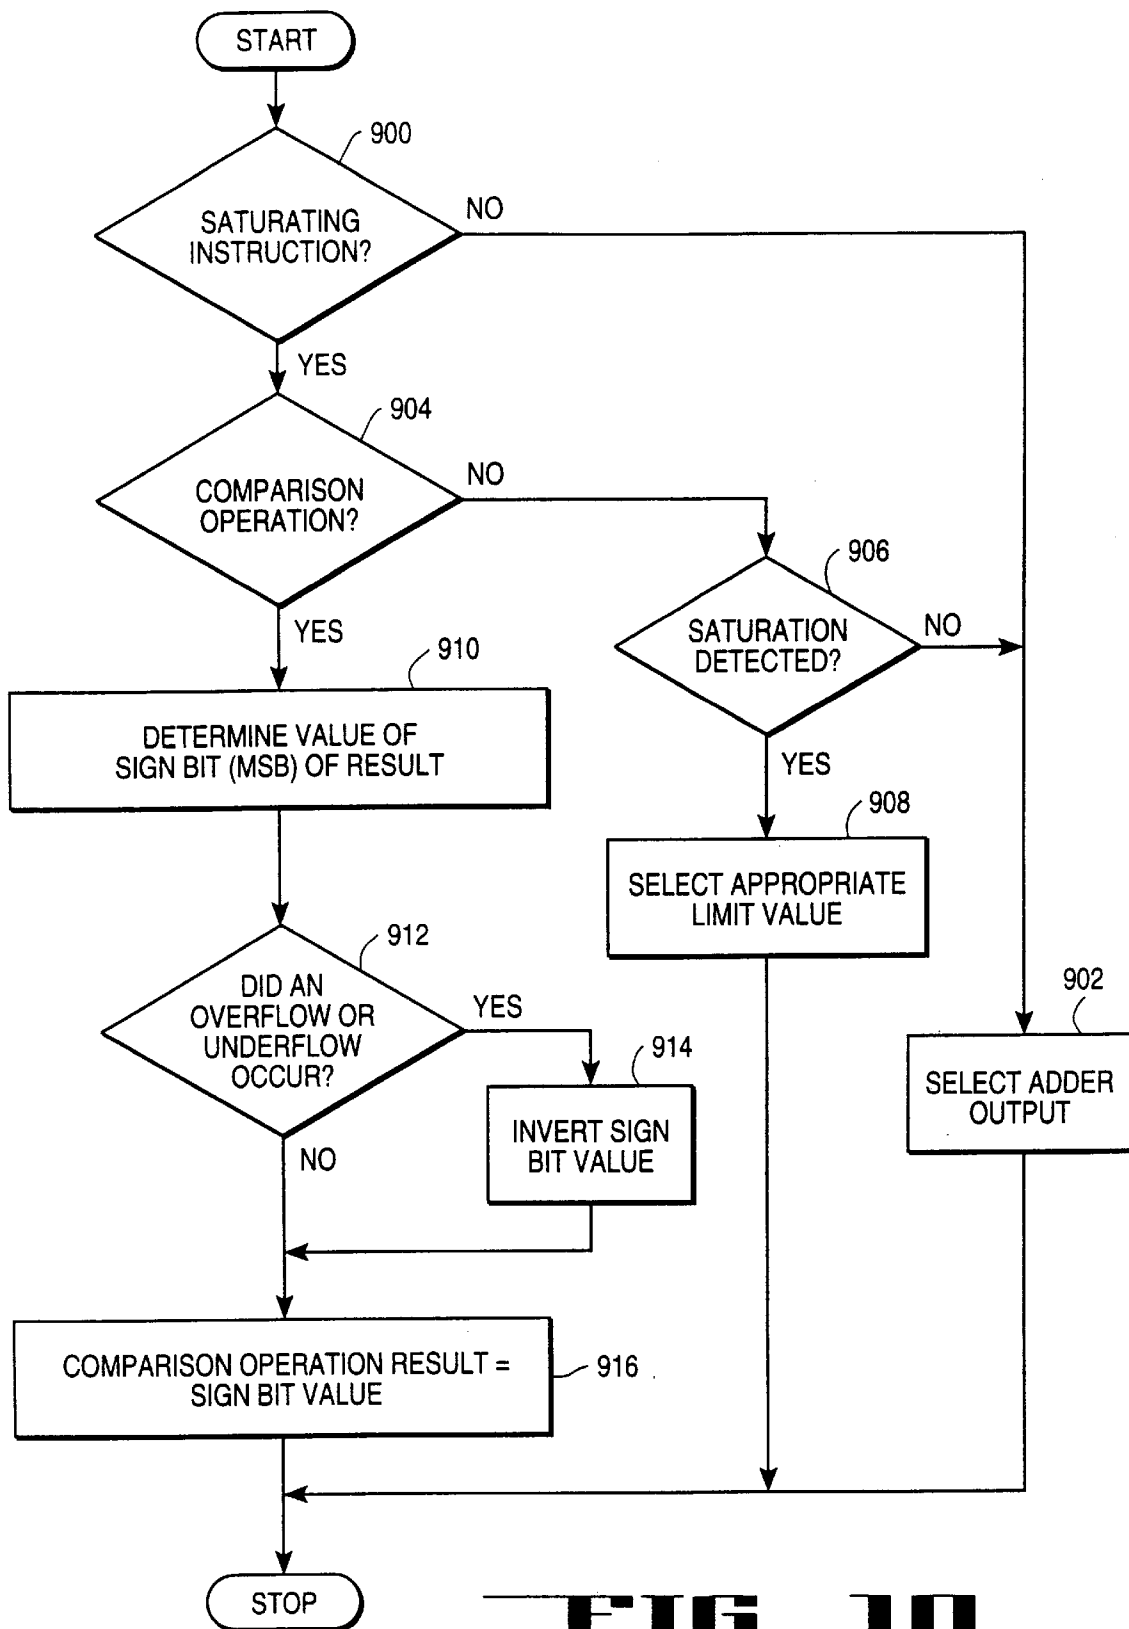 START
900
SATURATING
INSTRUCTION?
NO
YES
904
COMPARISON
OPERATION?
NO
YES
906
SATURATION
DETECTED?
NO
YES
910
DETERMINE VALUE OF
SIGN BIT (MSB) OF RESULT
908
SELECT APPROPRIATE
LIMIT VALUE
912
DID AN
OVERFLOW OR
UNDERFLOW
OCCUR?
YES
NO
914
INVERT SIGN
BIT VALUE
902
SELECT ADDER
OUTPUT
COMPARISON OPERATION RESULT =
SIGN BIT VALUE
916
STOP
FIG 10